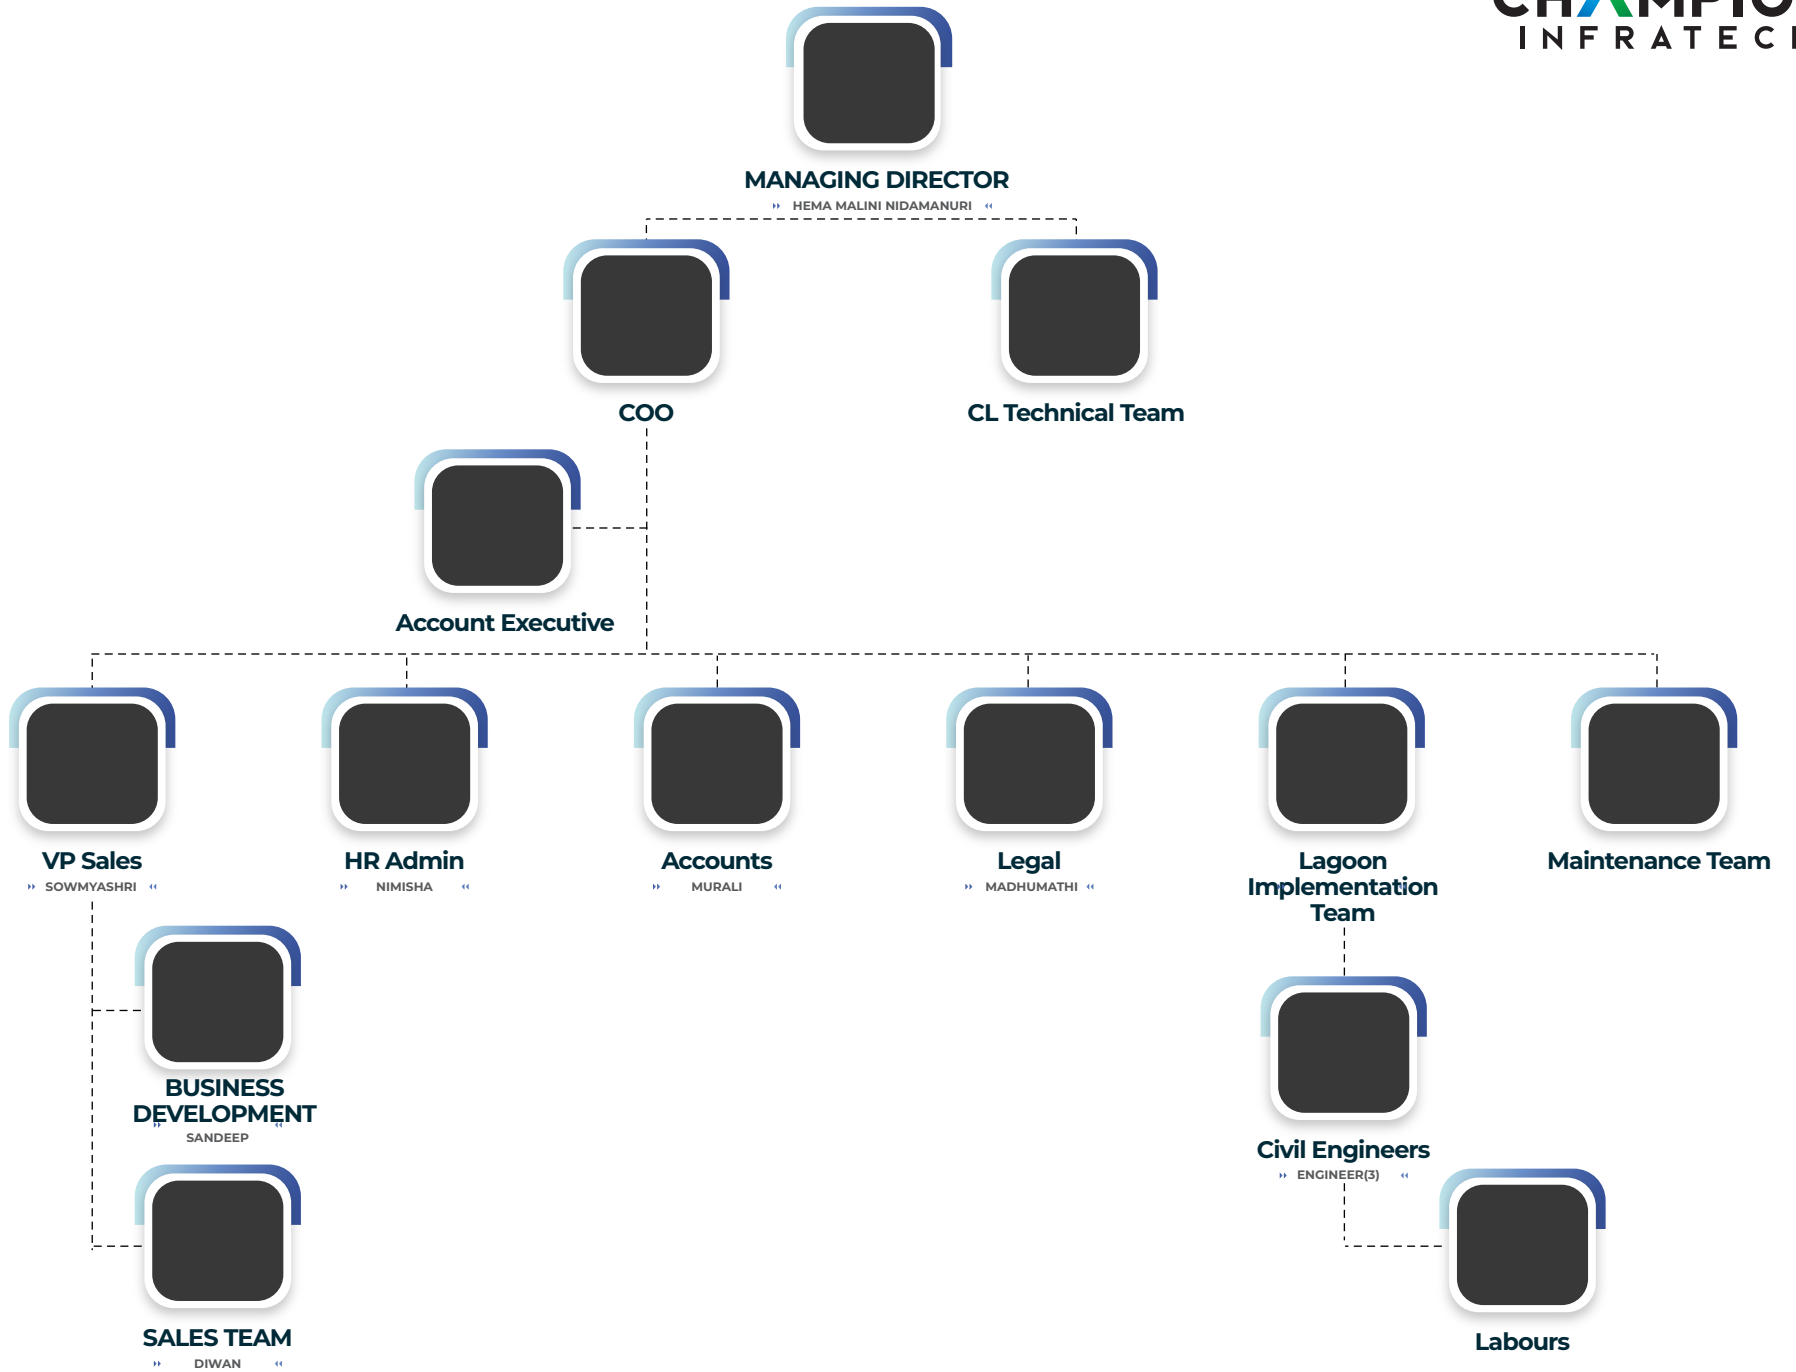 INFRATEC
MANAGING DIRECTOR
HEMA MALINI NIDAMANURI
COO
CL Technical Team
Account Executive
VP Sales
SOWMYASHRI
HR Admin
NIMISHA
Accounts
MURALI
Legal
MADHUMATHI
Lagoon
Implementation
Team
Maintenance Team
BUSINESS
DEVELOPMENT
SANDEEP
SALES TEAM
DIWAN
Civil Engineers
ENGINEER(3)
Labours